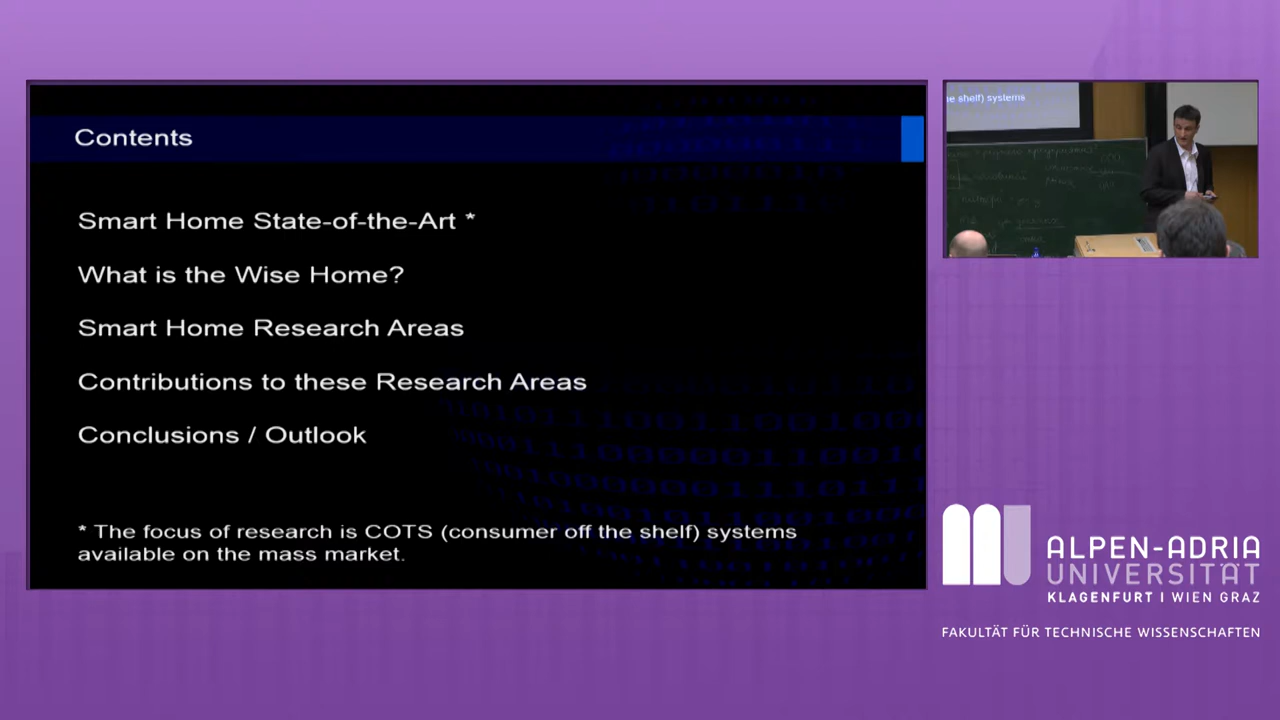 Contents
Smart Home State-of-the-Art *
What is the Wise Home?
Smart Home Research Areas
Contributions to these Research Areas
Conclusions / Outlook
* The focus of research is COTS (consumer off the shelf) systems
available on the mass market.
he shelf) systems
ALPEN-ADRIA
UNIVERSITÄT
KLAGENFURT I WIEN GRAZ
FAKULTÄT FÜR TECHNISCHE WISSENSCHAFTEN